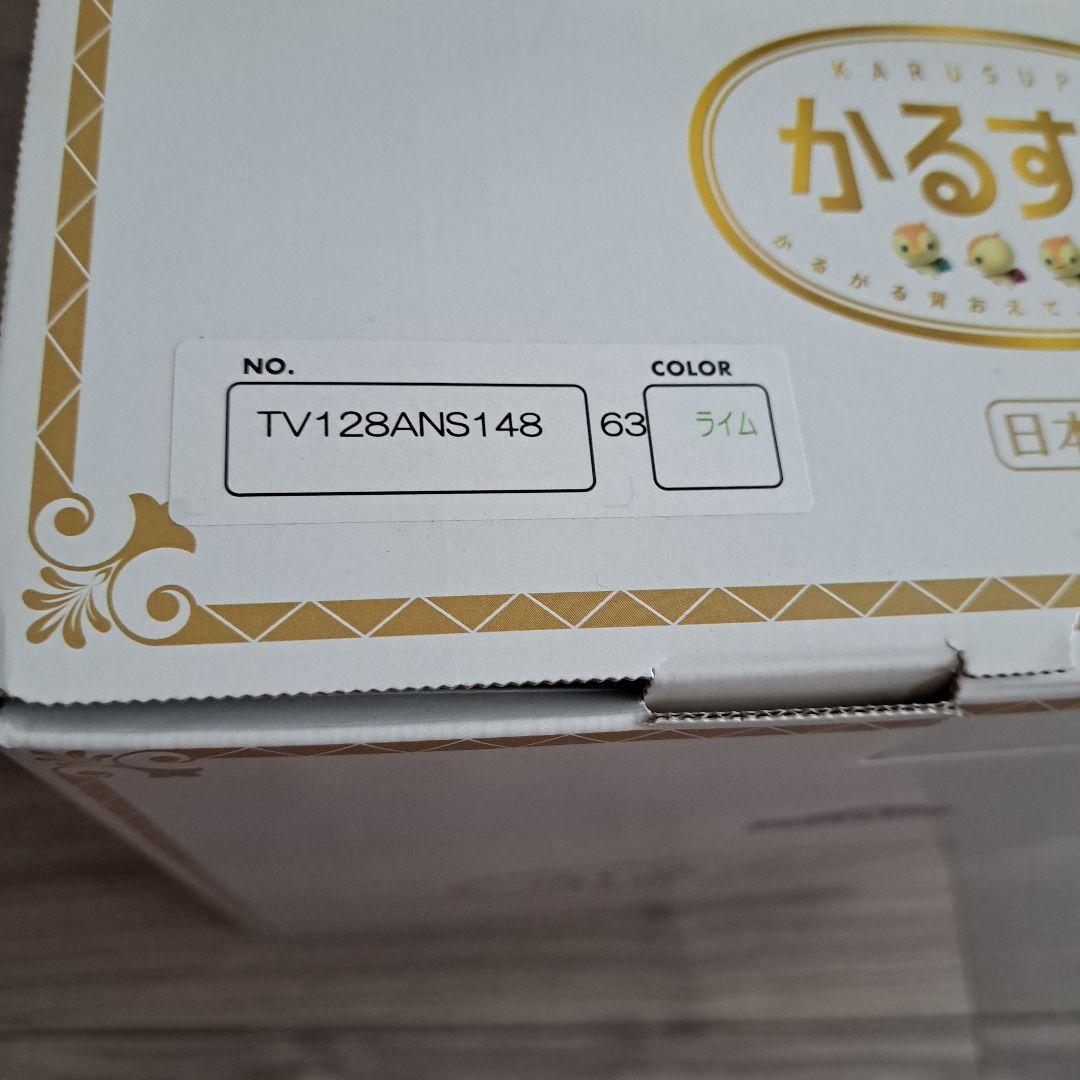 KARUSUP
かるす
かるがる背おえて
NO.
COLOR
TV128ANS148 63 ライム
日本